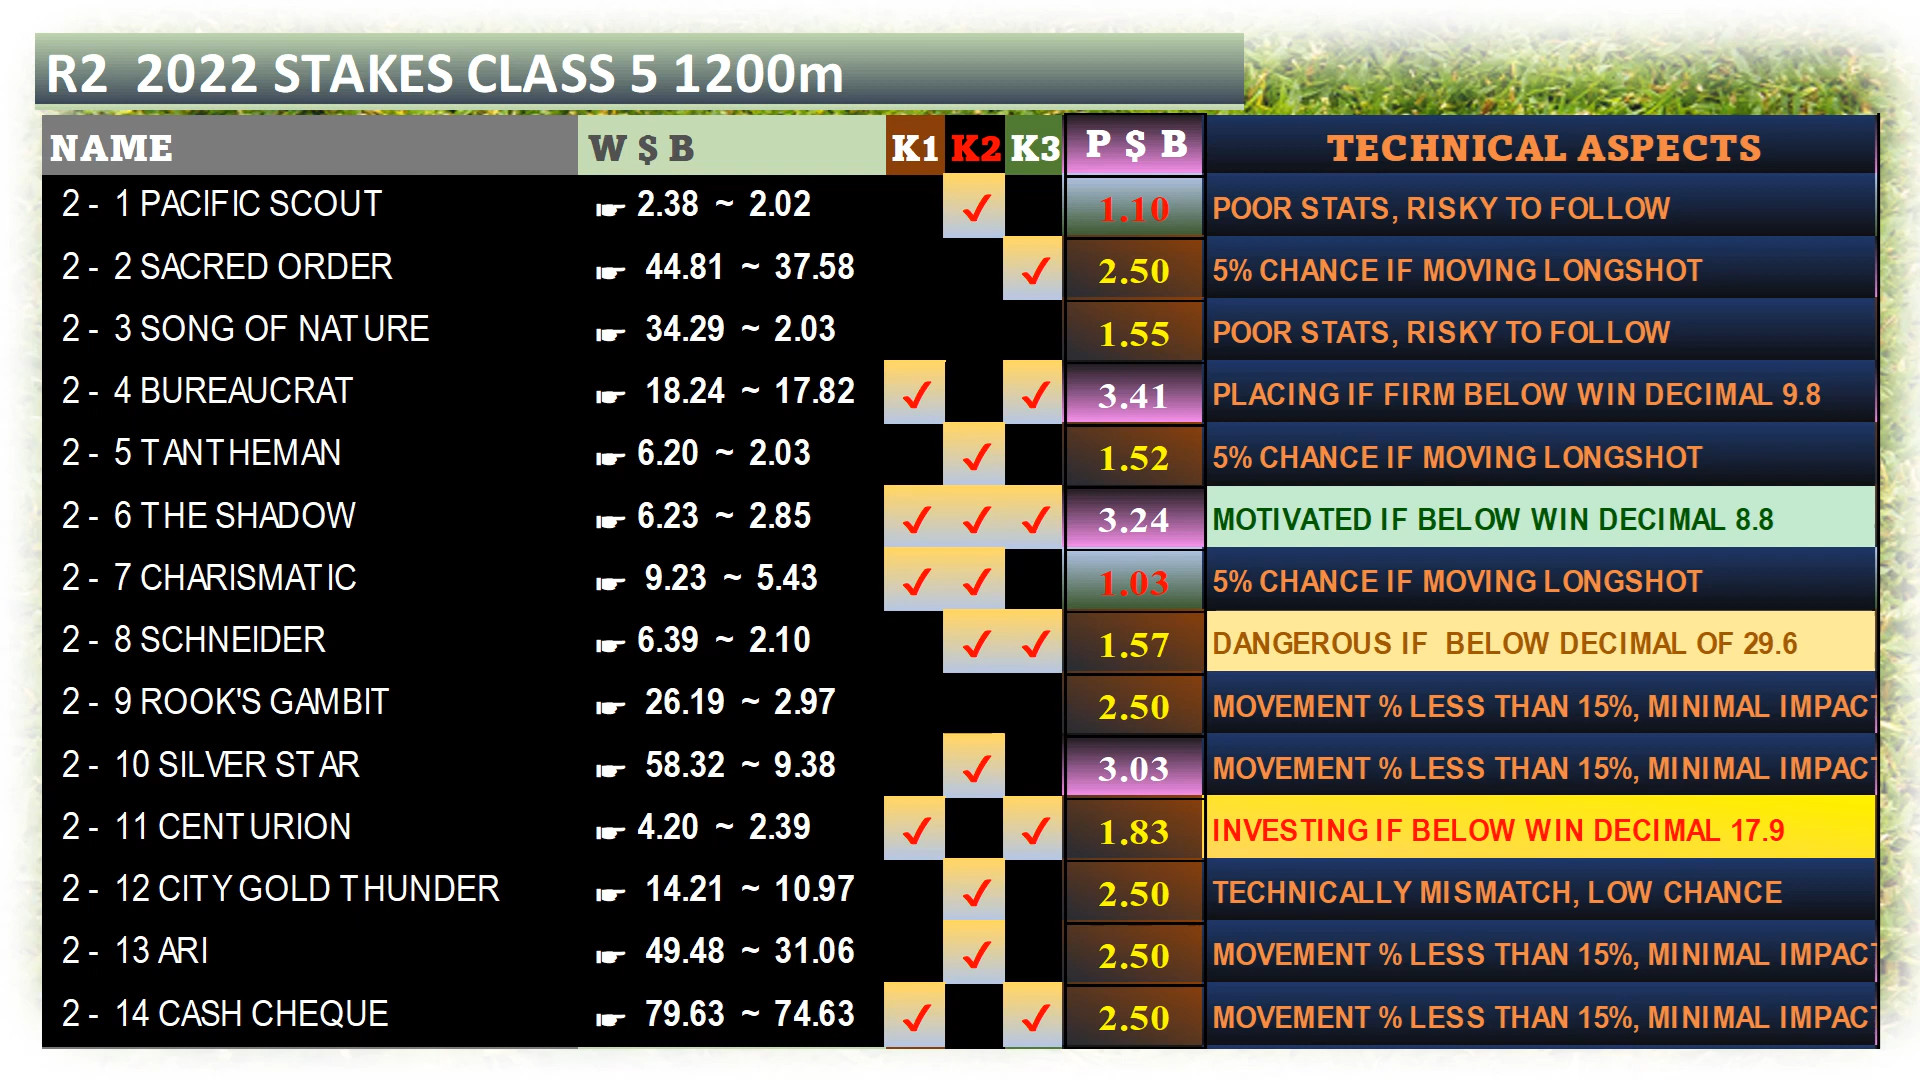 R2 2022 STAKES CLASS 5 1200m
NAME W $ B K1 K2 K3 P $ B TECHNICAL ASPECTS
2 - 1 PACIFIC SCOUT ☛ 2.38 ~ 2.02 ✓ 1.10 POOR STATS, RISKY TO FOLLOW
2 - 2 SACRED ORDER ☛ 44.81 ~ 37.58 ✓ 2.50 5% CHANCE IF MOVING LONGSHOT
2 - 3 SONG OF NATURE ☛ 34.29 ~ 2.03 1.55 POOR STATS, RISKY TO FOLLOW
2 - 4 BUREAUCRAT ☛ 18.24 ~ 17.82 ✓ ✓ 3.41 PLACING IF FIRM BELOW WIN DECIMAL 9.8
2 - 5 TANTHEMAN ☛ 6.20 ~ 2.03 ✓ 1.52 5% CHANCE IF MOVING LONGSHOT
2 - 6 THE SHADOW ☛ 6.23 ~ 2.85 ✓ ✓ ✓ 3.24 MOTIVATED IF BELOW WIN DECIMAL 8.8
2 - 7 CHARISMATIC ☛ 9.23 ~ 5.43 ✓ ✓ 1.03 5% CHANCE IF MOVING LONGSHOT
2 - 8 SCHNEIDER ☛ 6.39 ~ 2.10 ✓ ✓ 1.57 DANGEROUS IF BELOW DECIMAL OF 29.6
2 - 9 ROOK'S GAMBIT ☛ 26.19 ~ 2.97 2.50 MOVEMENT % LESS THAN 15%, MINIMAL IMPACT
2 - 10 SILVER STAR ☛ 58.32 ~ 9.38 ✓ 3.03 MOVEMENT % LESS THAN 15%, MINIMAL IMPACT
2 - 11 CENTURION ☛ 4.20 ~ 2.39 ✓ ✓ 1.83 INVESTING IF BELOW WIN DECIMAL 17.9
2 - 12 CITY GOLD THUNDER ☛ 14.21 ~ 10.97 ✓ 2.50 TECHNICALLY MISMATCH, LOW CHANCE
2 - 13 ARI ☛ 49.48 ~ 31.06 ✓ 2.50 MOVEMENT % LESS THAN 15%, MINIMAL IMPACT
2 - 14 CASH CHEQUE ☛ 79.63 ~ 74.63 ✓ ✓ 2.50 MOVEMENT % LESS THAN 15%, MINIMAL IMPACT